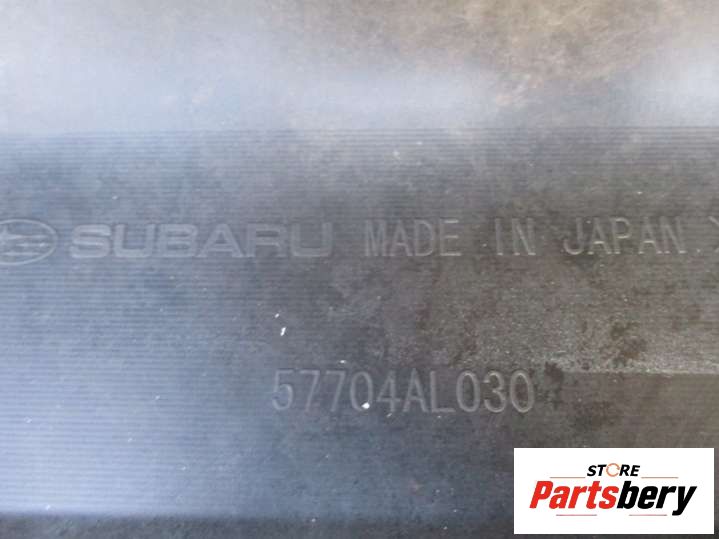 SUBARU MADE IN JAPAN
57704AL030
STORE
Partsbery